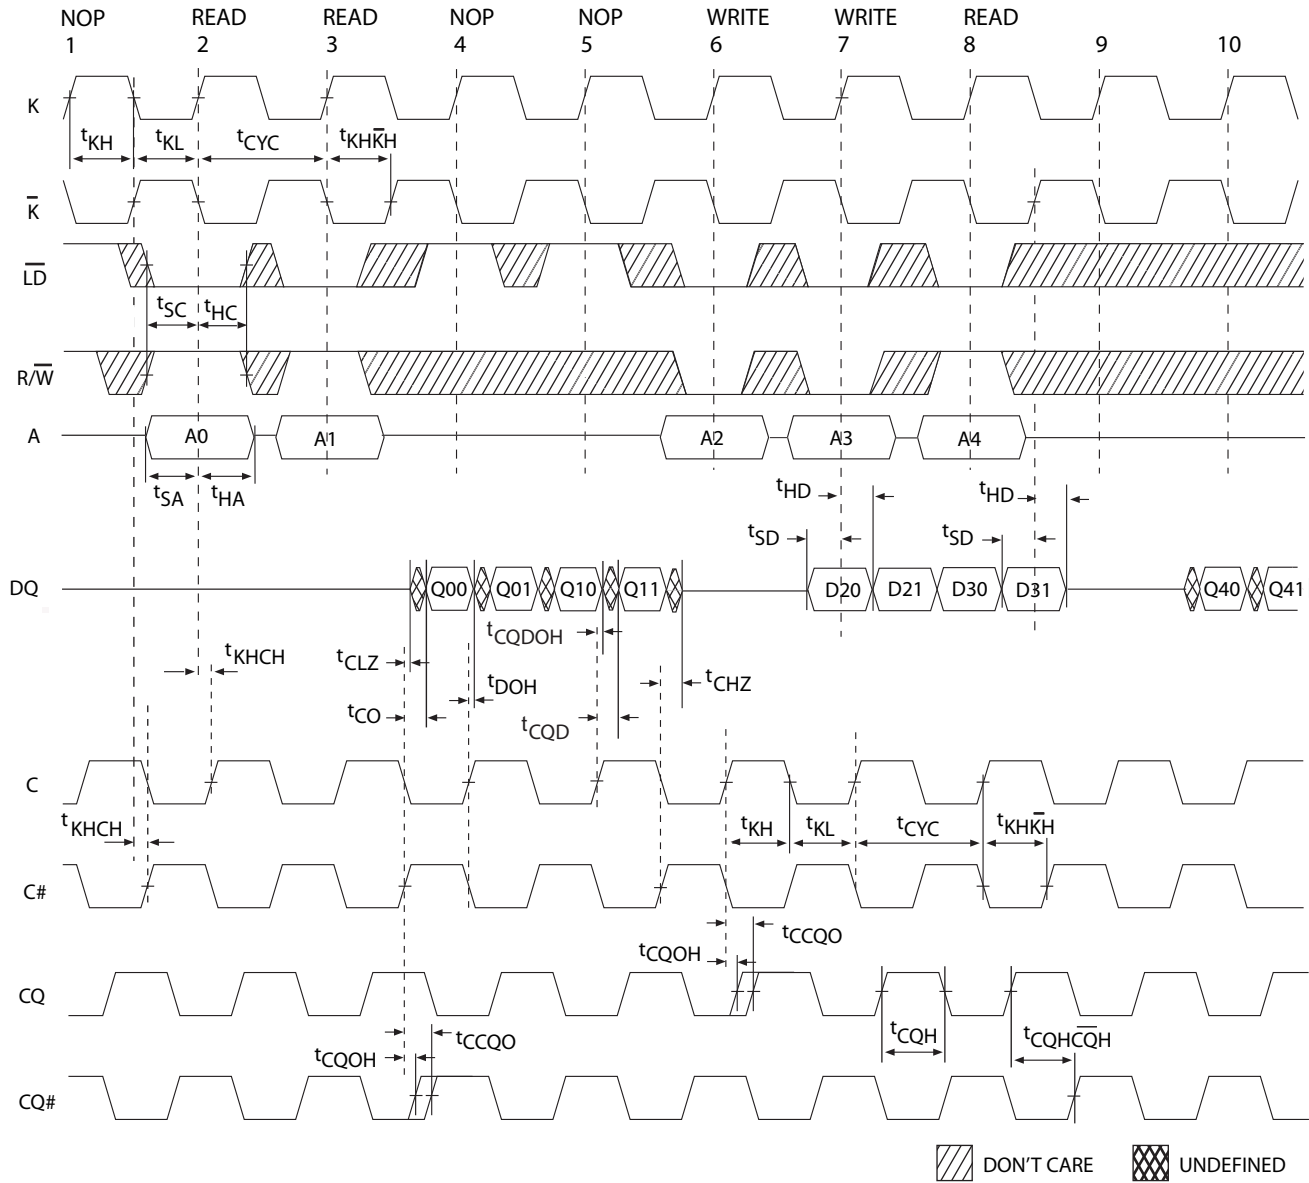 NOP READ READ NOP NOP WRITE WRITE READ
1 2 3 4 5 6 7 8 9 10
K
tKH tKL tCYC tKHK̅H
K̅
L̅D̅
tSC tHC
R/W̅
A A0 A1 A2 A3 A4
tSA tHA tHD tHD
tSD tSD
DQ Q00 Q01 Q10 Q11 D20 D21 D30 D31 Q40 Q41
tCQDOH
tKHCH tCLZ tDOH tCHZ
tCO tCQD
C
tKHCH tKH tKL tCYC tKHK̅H
C#
tCCQO
tCQOH
CQ
tCCQO tCQH tCQHC̅Q̅H
tCQOH
CQ#
DON'T CARE UNDEFINED